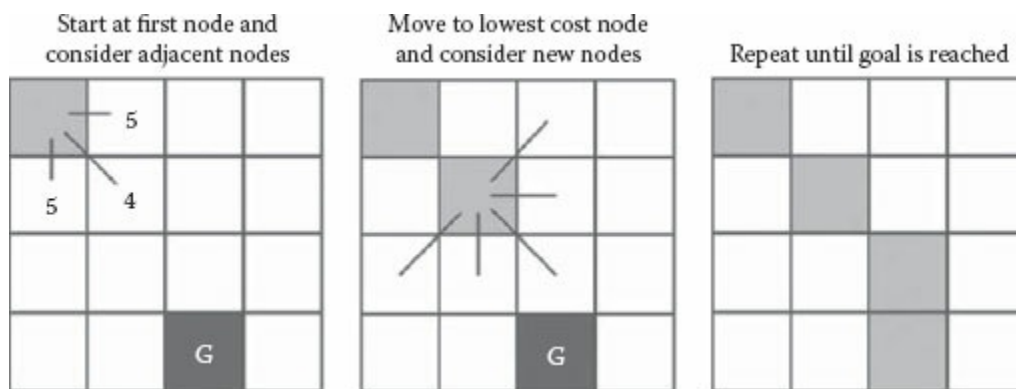 Start at first node and
consider adjacent nodes
Move to lowest cost node
and consider new nodes
Repeat until goal is reached
5
5
4
G
G